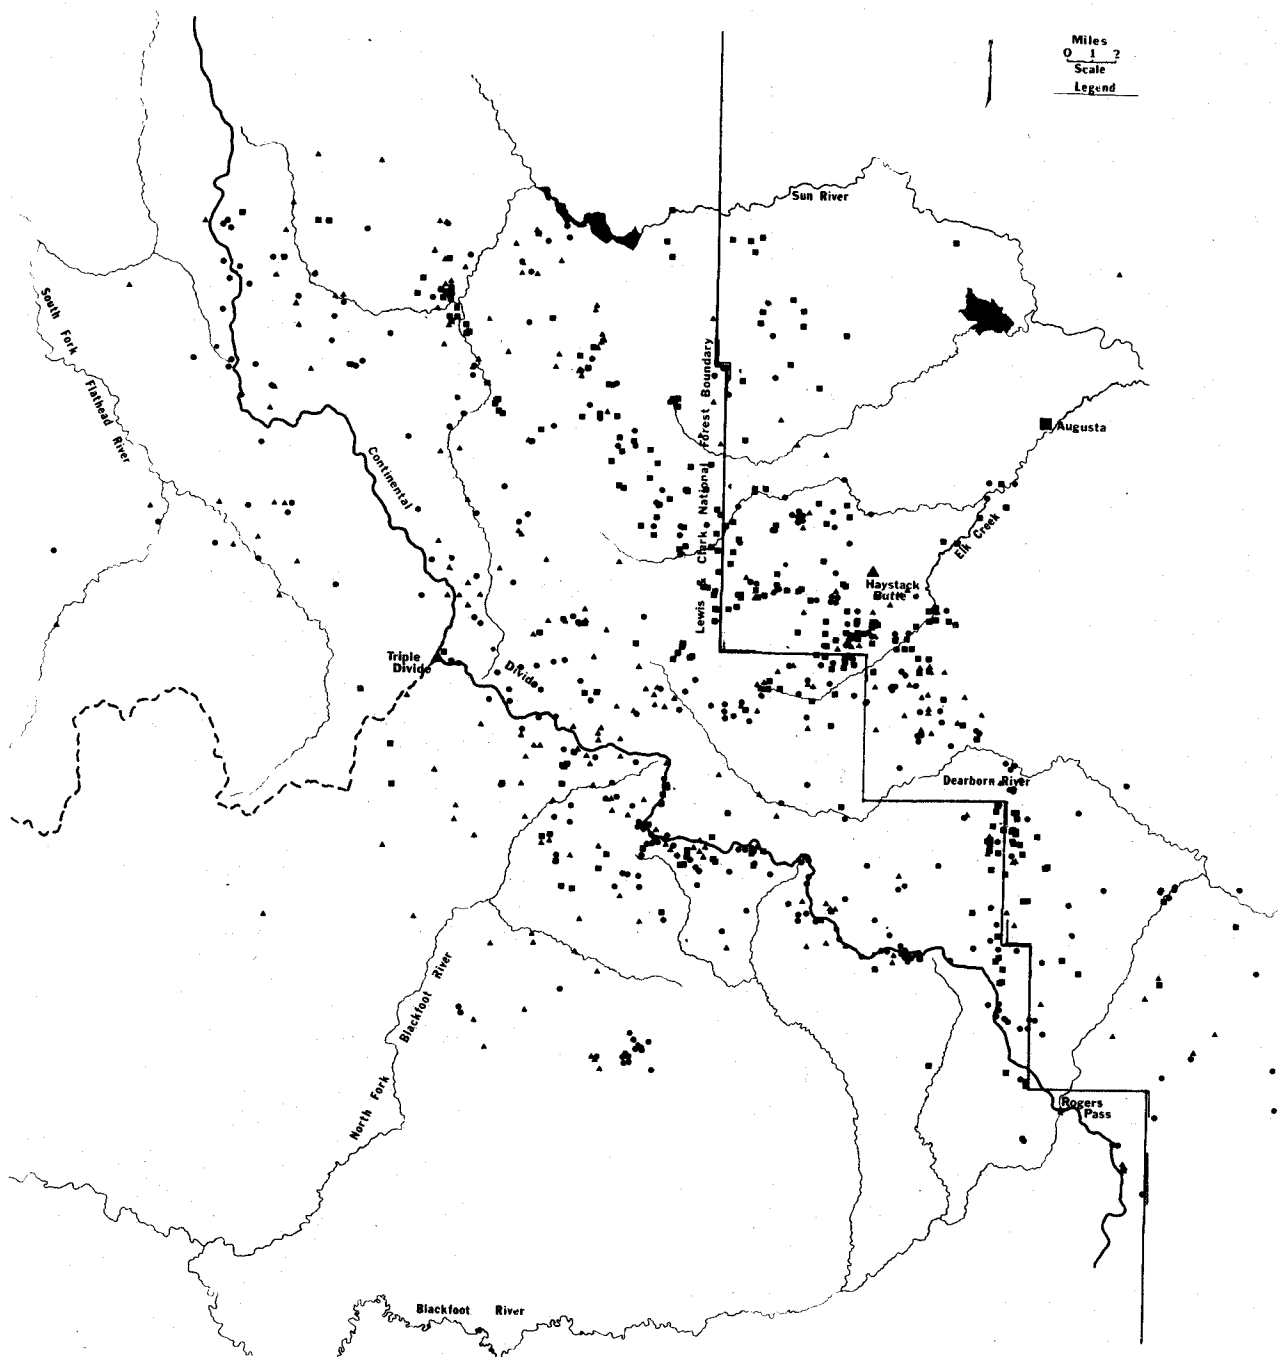 Miles
0 1 2
Scale
Legend
Sun River
South Fork Flathead River
Continental Divide
Lewis & Clark National Forest Boundary
Augusta
Elk Creek
Haystack
Butte
Triple
Divide
Dearborn River
North Fork Blackfoot River
Rogers
Pass
Blackfoot River